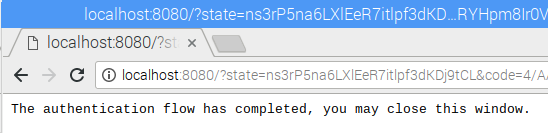 localhost:8080/?state=ns3rP5na6LXlEeR7itlpf3dKD...RYHpm8Ir0V
localhost:8080/?st
localhost:8080/?state=ns3rP5na6LXlEeR7itlpf3dKDj9tCL&code=4/A
The authentication flow has completed, you may close this window.